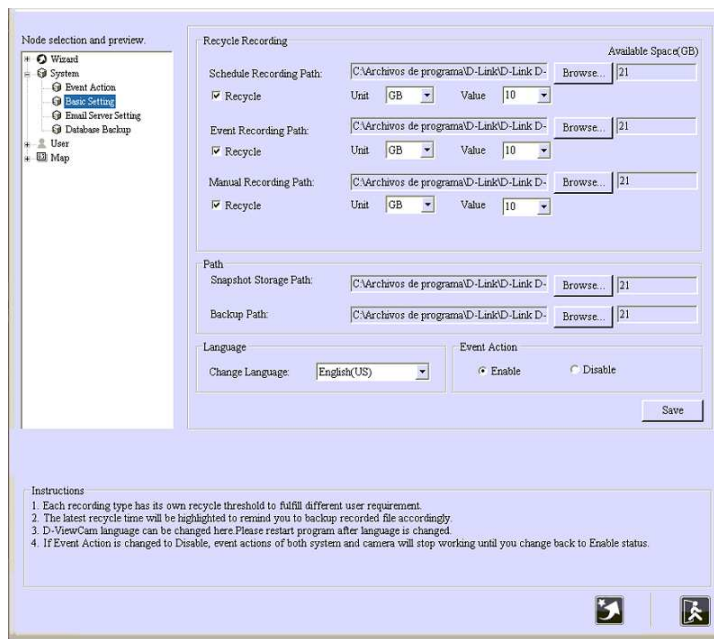 Node selection and preview.
Wizard
System
Event Action
Basic Setting
Email Server Setting
Database Backup
User
Map
Recycle Recording
Available Space(GB)
Schedule Recording Path: C:\Archivos de programa\D-Link\D-Link D- Browse... 21
Recycle Unit GB Value 10
Event Recording Path: C:\Archivos de programa\D-Link\D-Link D- Browse... 21
Recycle Unit GB Value 10
Manual Recording Path: C:\Archivos de programa\D-Link\D-Link D- Browse... 21
Recycle Unit GB Value 10
Path
Snapshot Storage Path: C:\Archivos de programa\D-Link\D-Link D- Browse... 21
Backup Path: C:\Archivos de programa\D-Link\D-Link D- Browse... 21
Language
Change Language: English(US)
Event Action
Enable Disable
Save
Instructions
1. Each recording type has its own recycle threshold to fulfill different user requirement.
2. The latest recycle time will be highlighted to remind you to backup recorded file accordingly.
3. D-ViewCam language can be changed here.Please restart program after language is changed.
4. If Event Action is changed to Disable, event actions of both system and camera will stop working until you change back to Enable status.